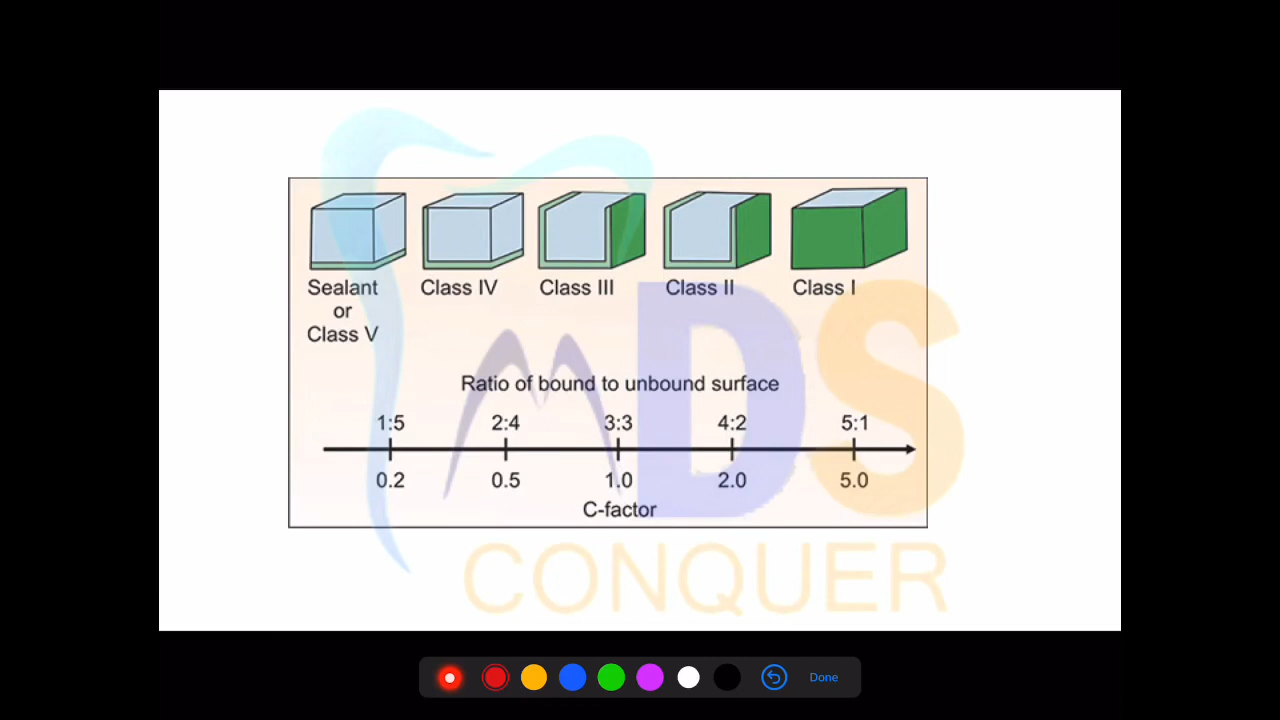 Sealant or Class V
Class IV
Class III
Class II
Class I
Ratio of bound to unbound surface
1:5 2:4 3:3 4:2 5:1
0.2 0.5 1.0 2.0 5.0
C-factor
MDS
CONQUER
Done